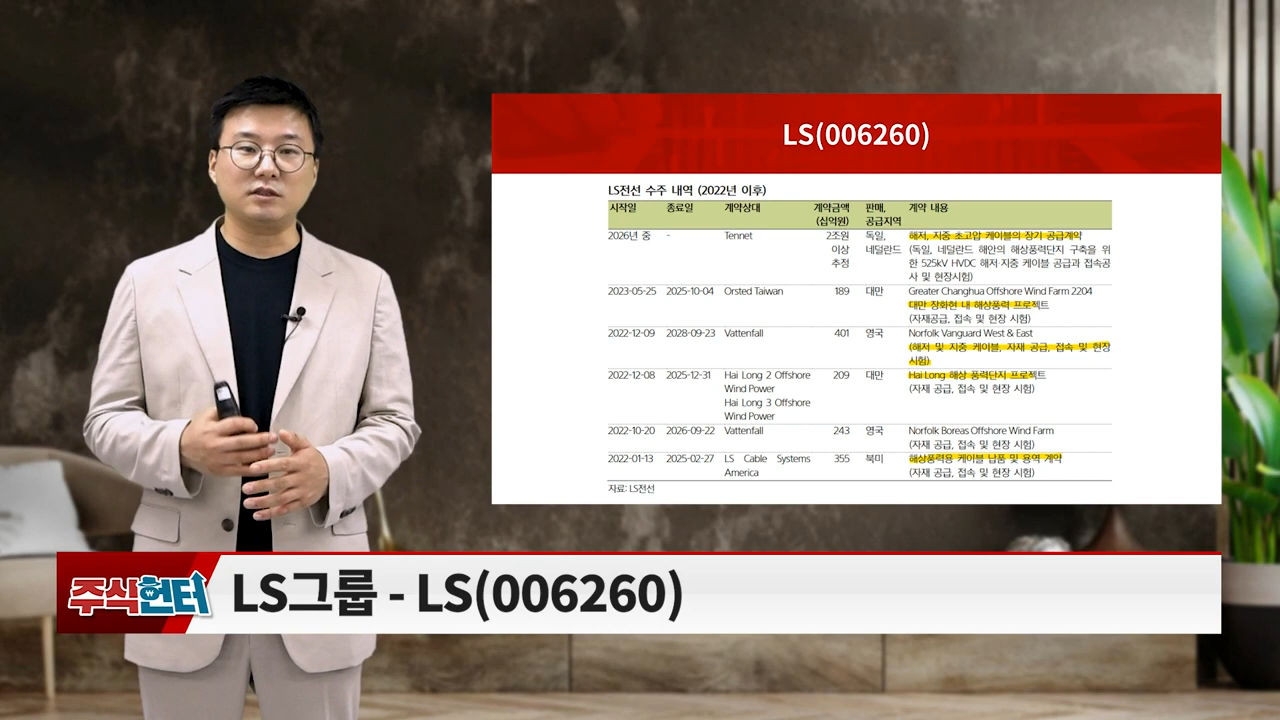 LS(006260)
LS전선 수주 내역 (2022년 이후)
시작일 종료일 계약상대 계약금액 판매, 계약 내용
(십억원) 공급지역
2026년 중 - Tennet 2조원 독일, 해저, 지중 초고압 케이블의 장기 공급계약
이상 네덜란드 (독일, 네덜란드 해안의 해상풍력단지 구축을 위
추정 한 525kV HVDC 해저·지중 케이블 공급과 접속공
사 및 현장시험)
2023-05-25 2025-10-04 Orsted Taiwan 189 대만 Greater Changhua Offshore Wind Farm 2204
대만 장화현 내 해상풍력 프로젝트
(자재공급, 접속 및 현장 시험)
2022-12-09 2028-09-23 Vattenfall 401 영국 Norfolk Vanguard West & East
(해저 및 지중 케이블, 자재 공급, 접속 및 현장
시험)
2022-12-08 2025-12-31 Hai Long 2 Offshore 209 대만 Hai Long 해상 풍력단지 프로젝트
Wind Power (자재 공급, 접속 및 현장 시험)
Hai Long 3 Offshore
Wind Power
2022-10-20 2026-09-22 Vattenfall 243 영국 Norfolk Boreas Offshore Wind Farm
(자재 공급, 접속 및 현장 시험)
2022-01-13 2025-02-27 LS Cable Systems 355 북미 해상풍력용 케이블 납품 및 용역 계약
America (자재 공급, 접속 및 현장 시험)
자료: LS전선
주식헌터 LS그룹 - LS(006260)